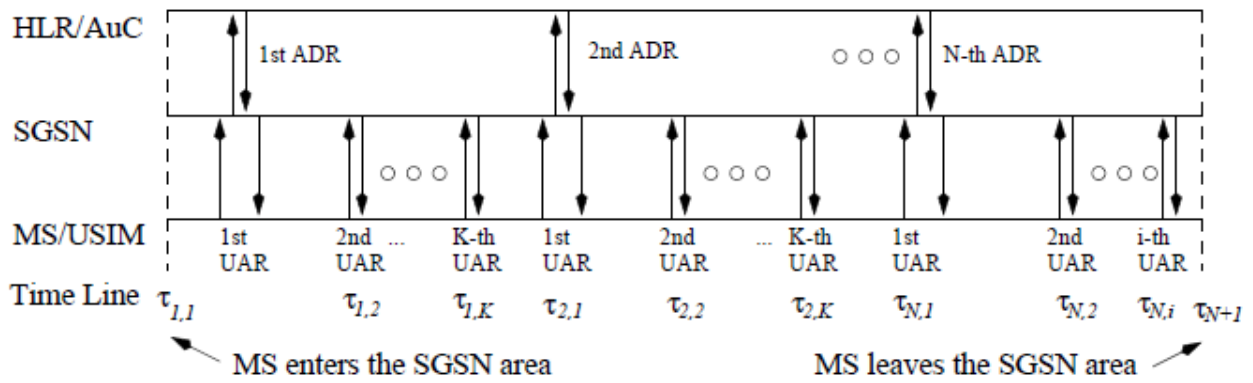 HLR/AuC
1st ADR 2nd ADR N-th ADR
SGSN
MS/USIM 1st 2nd ... K-th 1st 2nd ... K-th 1st 2nd i-th
UAR UAR UAR UAR UAR UAR UAR UAR UAR
Time Line τ1,1 τ1,2 τ1,K τ2,1 τ2,2 τ2,K τN,1 τN,2 τN,i τN+1
MS enters the SGSN area MS leaves the SGSN area